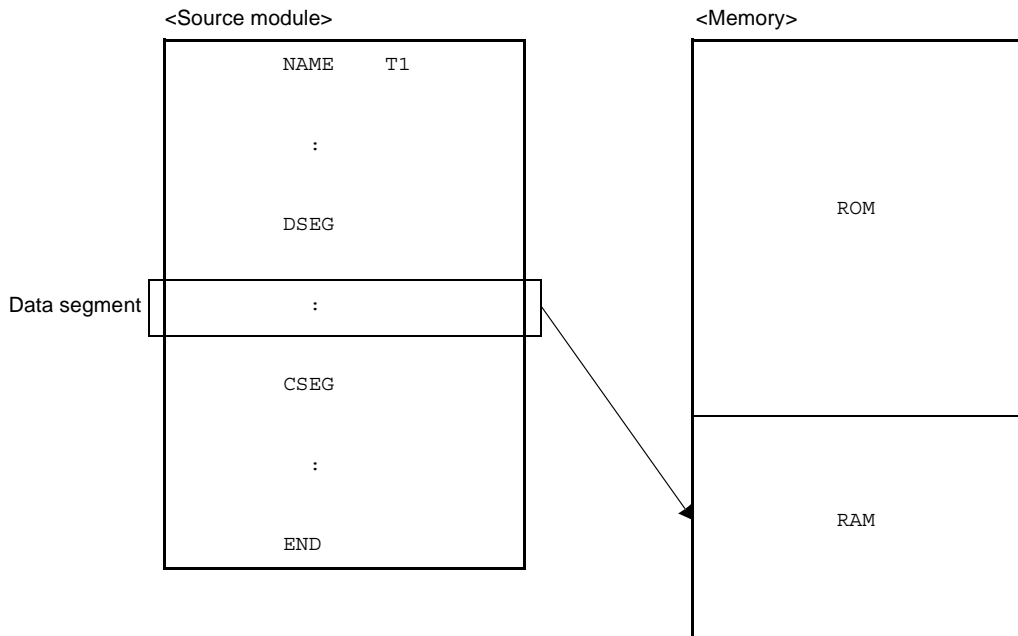 <Source module>
NAME T1
:
DSEG
Data segment
:
CSEG
:
END
<Memory>
ROM
RAM